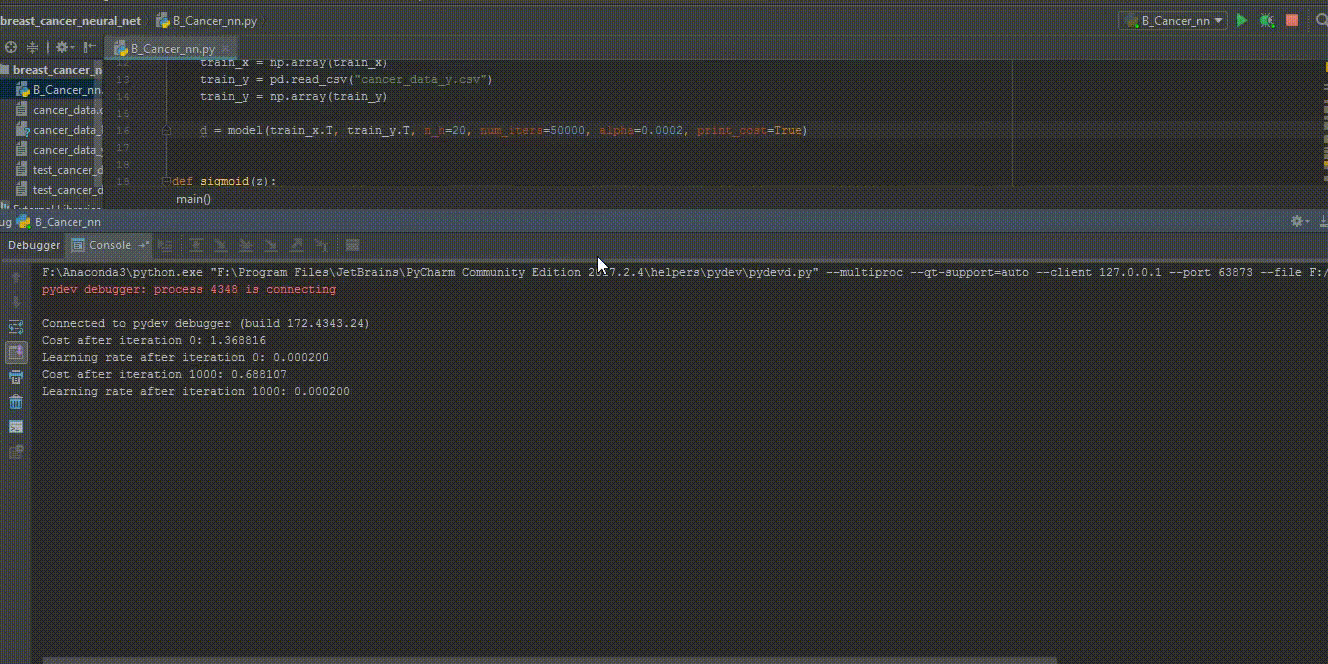 breast_cancer_neural_net B_Cancer_nn.py B_Cancer_nn
B_Cancer_nn.py
breast_cancer_n
B_Cancer_nn.
cancer_data.c
cancer_data_
cancer_data_
test_cancer_d
test_cancer_d
External Libraries
12 train_x = np.array(train_x)
13 train_y = pd.read_csv("cancer_data_y.csv")
14 train_y = np.array(train_y)
15
16 d = model(train_x.T, train_y.T, n_h=20, num_iters=50000, alpha=0.0002, print_cost=True)
17
18
19 def sigmoid(z):
main()
ug B_Cancer_nn
Debugger Console
F:\Anaconda3\python.exe "F:\Program Files\JetBrains\PyCharm Community Edition 2017.2.4\helpers\pydev\pydevd.py" --multiproc --qt-support=auto --client 127.0.0.1 --port 63873 --file F:/
pydev debugger: process 4348 is connecting
Connected to pydev debugger (build 172.4343.24)
Cost after iteration 0: 1.368816
Learning rate after iteration 0: 0.000200
Cost after iteration 1000: 0.688107
Learning rate after iteration 1000: 0.000200